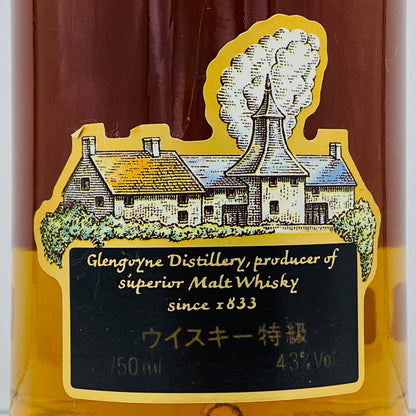 Glengoyne Distillery, producer of
superior Malt Whisky
since 1833
ウイスキー特級
750ml 43% Vol